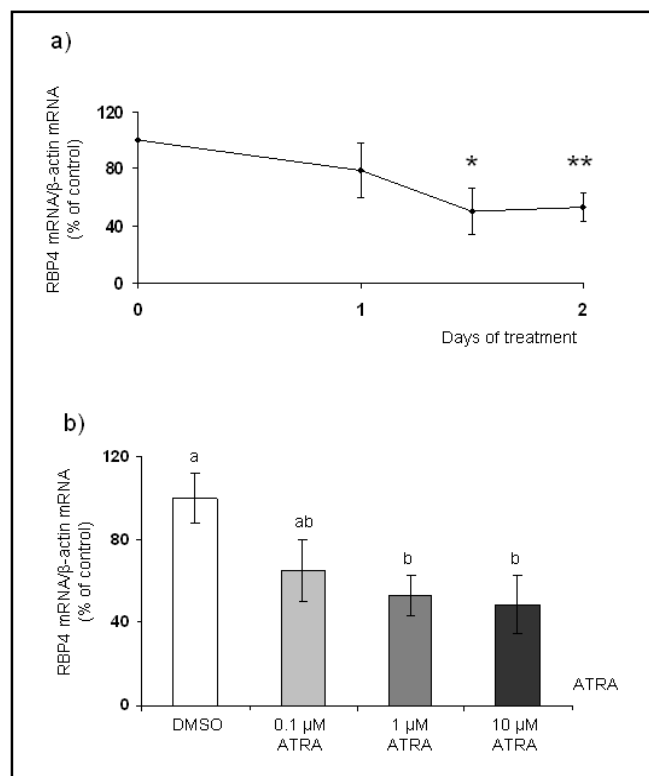 a)
RBP4 mRNA/β-actin mRNA
(% of control)
120
80
40
0
*
**
0
1
2
Days of treatment
b)
RBP4 mRNA/β-actin mRNA
(% of control)
120
80
40
0
a
ab
b
b
ATRA
DMSO
0.1 µM
ATRA
1 µM
ATRA
10 µM
ATRA